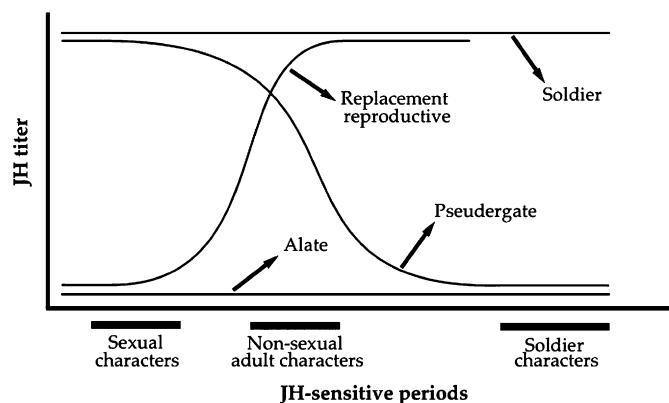 JH titer
Soldier
Replacement
reproductive
Pseudergate
Alate
Sexual
characters
Non-sexual
adult characters
Soldier
characters
JH-sensitive periods